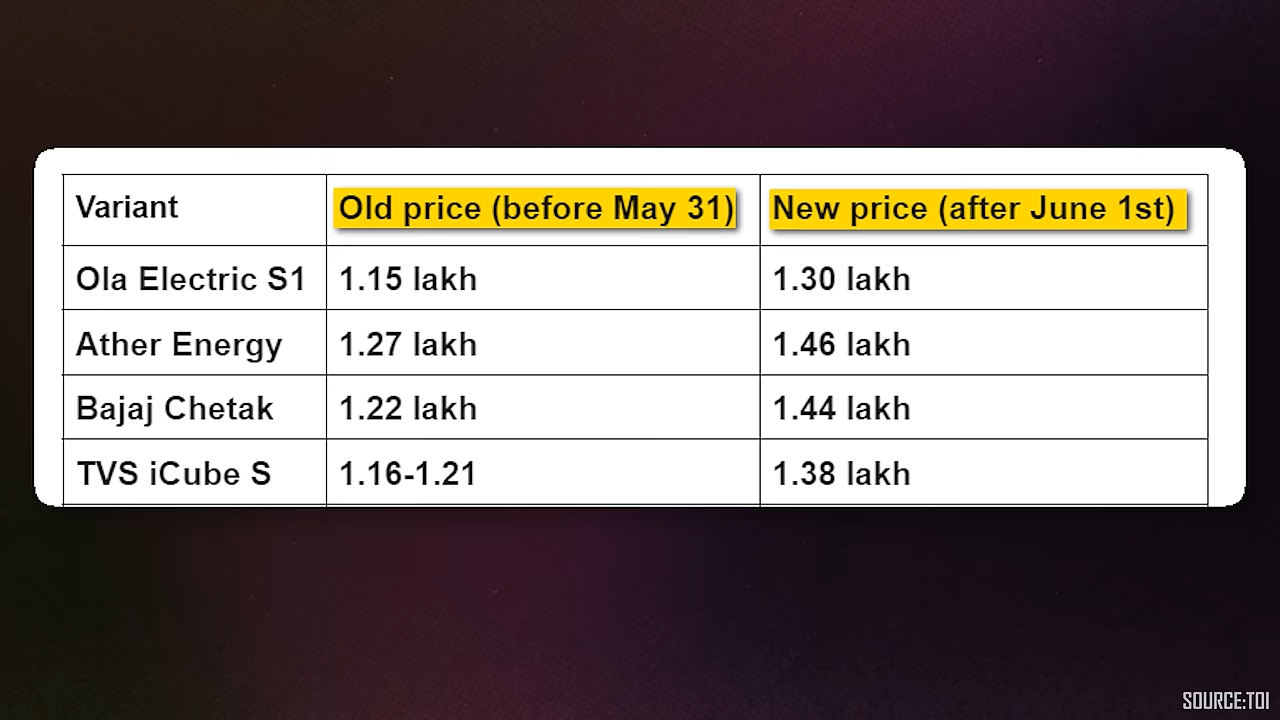 Variant Old price (before May 31) New price (after June 1st)
Ola Electric S1 1.15 lakh 1.30 lakh
Ather Energy 1.27 lakh 1.46 lakh
Bajaj Chetak 1.22 lakh 1.44 lakh
TVS iCube S 1.16-1.21 1.38 lakh
SOURCE:TOI